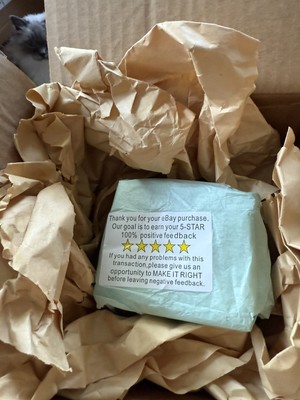 Thank you for your eBay purchase.
Our goal is to earn your 5-STAR
100% positive feedback
If you had any problems with this
transaction,please give us an
opportunity to MAKE IT RIGHT
before leaving negative feedback.